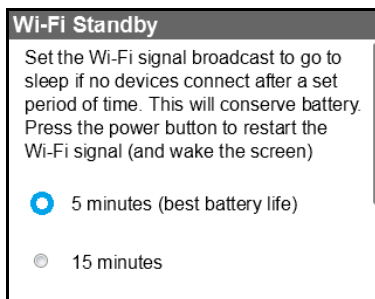 Wi-Fi Standby
Set the Wi-Fi signal broadcast to go to
sleep if no devices connect after a set
period of time. This will conserve battery.
Press the power button to restart the
Wi-Fi signal (and wake the screen)
5 minutes (best battery life)
15 minutes